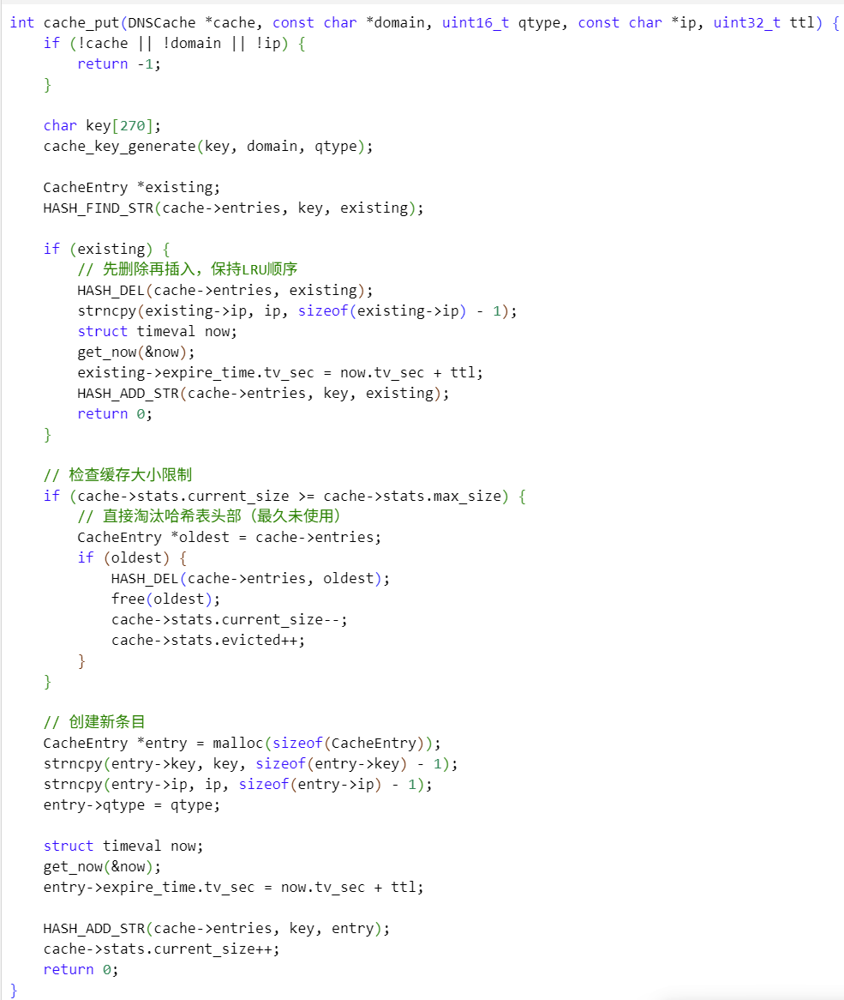 int cache_put(DNSCache *cache, const char *domain, uint16_t qtype, const char *ip, uint32_t ttl) {
    if (!cache || !domain || !ip) {
        return -1;
    }

    char key[270];
    cache_key_generate(key, domain, qtype);

    CacheEntry *existing;
    HASH_FIND_STR(cache->entries, key, existing);

    if (existing) {
        // 先删除再插入，保持LRU顺序
        HASH_DEL(cache->entries, existing);
        strncpy(existing->ip, ip, sizeof(existing->ip) - 1);
        struct timeval now;
        get_now(&now);
        existing->expire_time.tv_sec = now.tv_sec + ttl;
        HASH_ADD_STR(cache->entries, key, existing);
        return 0;
    }

    // 检查缓存大小限制
    if (cache->stats.current_size >= cache->stats.max_size) {
        // 直接淘汰哈希表头部（最久未使用）
        CacheEntry *oldest = cache->entries;
        if (oldest) {
            HASH_DEL(cache->entries, oldest);
            free(oldest);
            cache->stats.current_size--;
            cache->stats.evicted++;
        }
    }

    // 创建新条目
    CacheEntry *entry = malloc(sizeof(CacheEntry));
    strncpy(entry->key, key, sizeof(entry->key) - 1);
    strncpy(entry->ip, ip, sizeof(entry->ip) - 1);
    entry->qtype = qtype;

    struct timeval now;
    get_now(&now);
    entry->expire_time.tv_sec = now.tv_sec + ttl;

    HASH_ADD_STR(cache->entries, key, entry);
    cache->stats.current_size++;
    return 0;
}